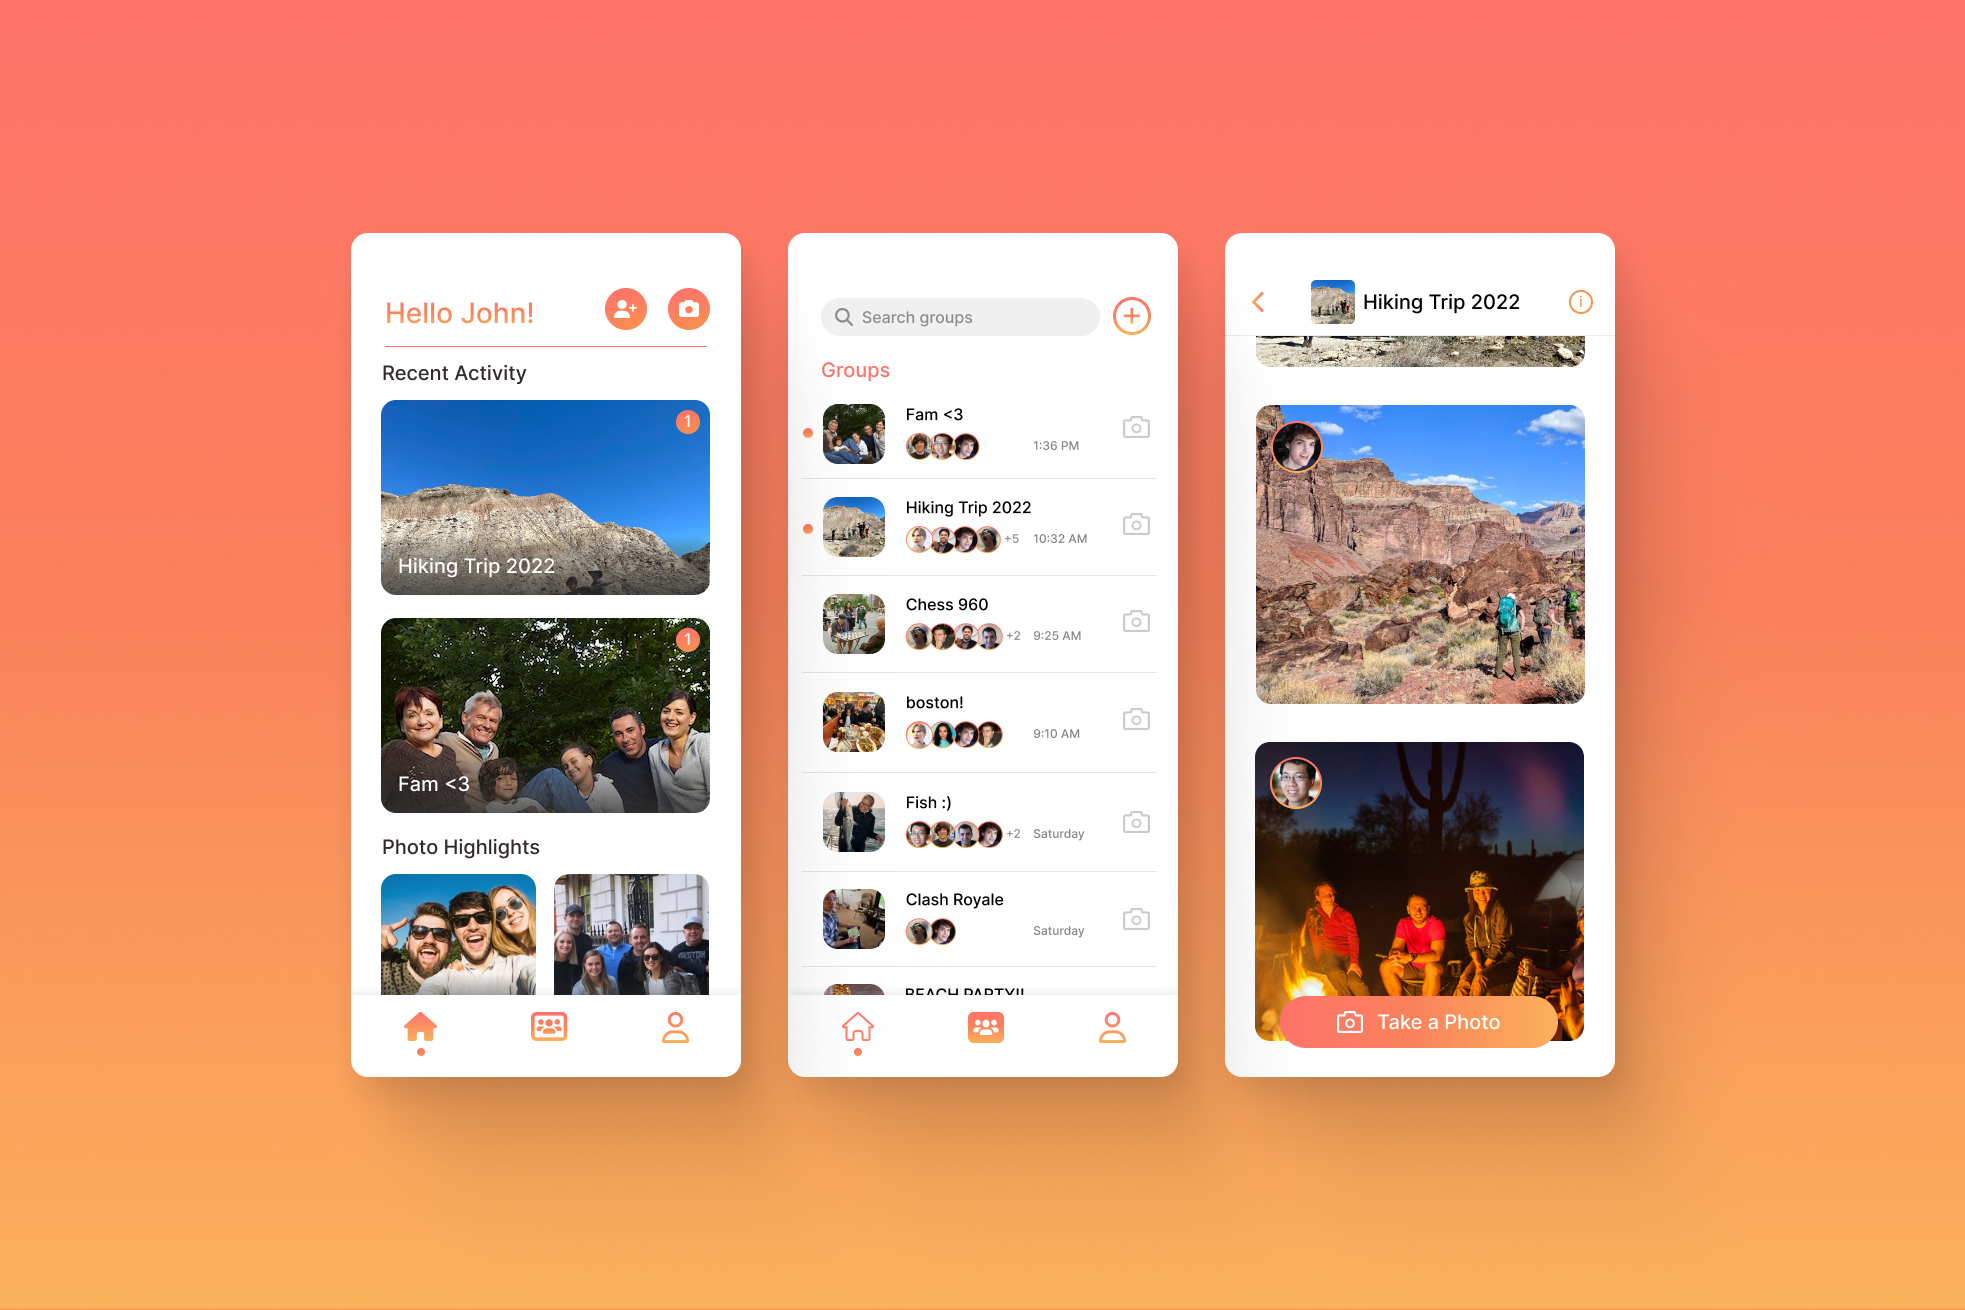 Hello John!
Recent Activity
1
Hiking Trip 2022
1
Fam <3
Photo Highlights
Search groups
Groups
Fam <3
1:36 PM
Hiking Trip 2022
+5 10:32 AM
Chess 960
+2 9:25 AM
boston!
9:10 AM
Fish :)
+2 Saturday
Clash Royale
Saturday
BEACH PARTY!!
Hiking Trip 2022
Take a Photo